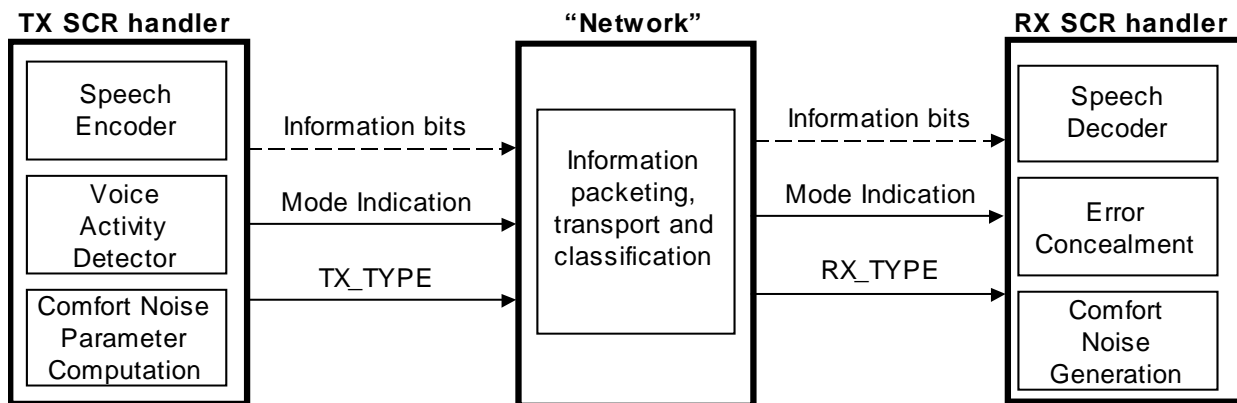 TX SCR handler
“Network”
RX SCR handler
Speech
Encoder
Voice
Activity
Detector
Comfort Noise
Parameter
Computation
Information bits
Mode Indication
TX_TYPE
Information
packeting,
transport and
classification
Information bits
Mode Indication
RX_TYPE
Speech
Decoder
Error
Concealment
Comfort
Noise
Generation